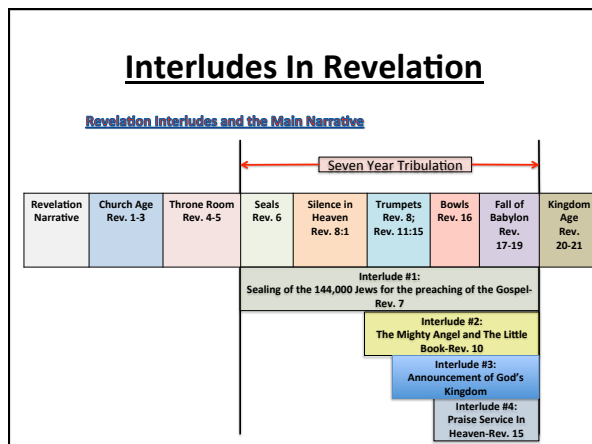 Interludes In Revelation
Revelation Interludes and the Main Narrative
Seven Year Tribulation
Revelation
Narrative
Church Age
Rev. 1-3
Throne Room
Rev. 4-5
Seals
Rev. 6
Silence in
Heaven
Rev. 8:1
Trumpets
Rev. 8;
Rev. 11:15
Bowls
Rev. 16
Fall of
Babylon
Rev.
17-19
Kingdom
Age
Rev.
20-21
Interlude #1:
Sealing of the 144,000 Jews for the preaching of the Gospel-
Rev. 7
Interlude #2:
The Mighty Angel and The Little
Book-Rev. 10
Interlude #3:
Announcement of God’s
Kingdom
Interlude #4:
Praise Service In
Heaven-Rev. 15